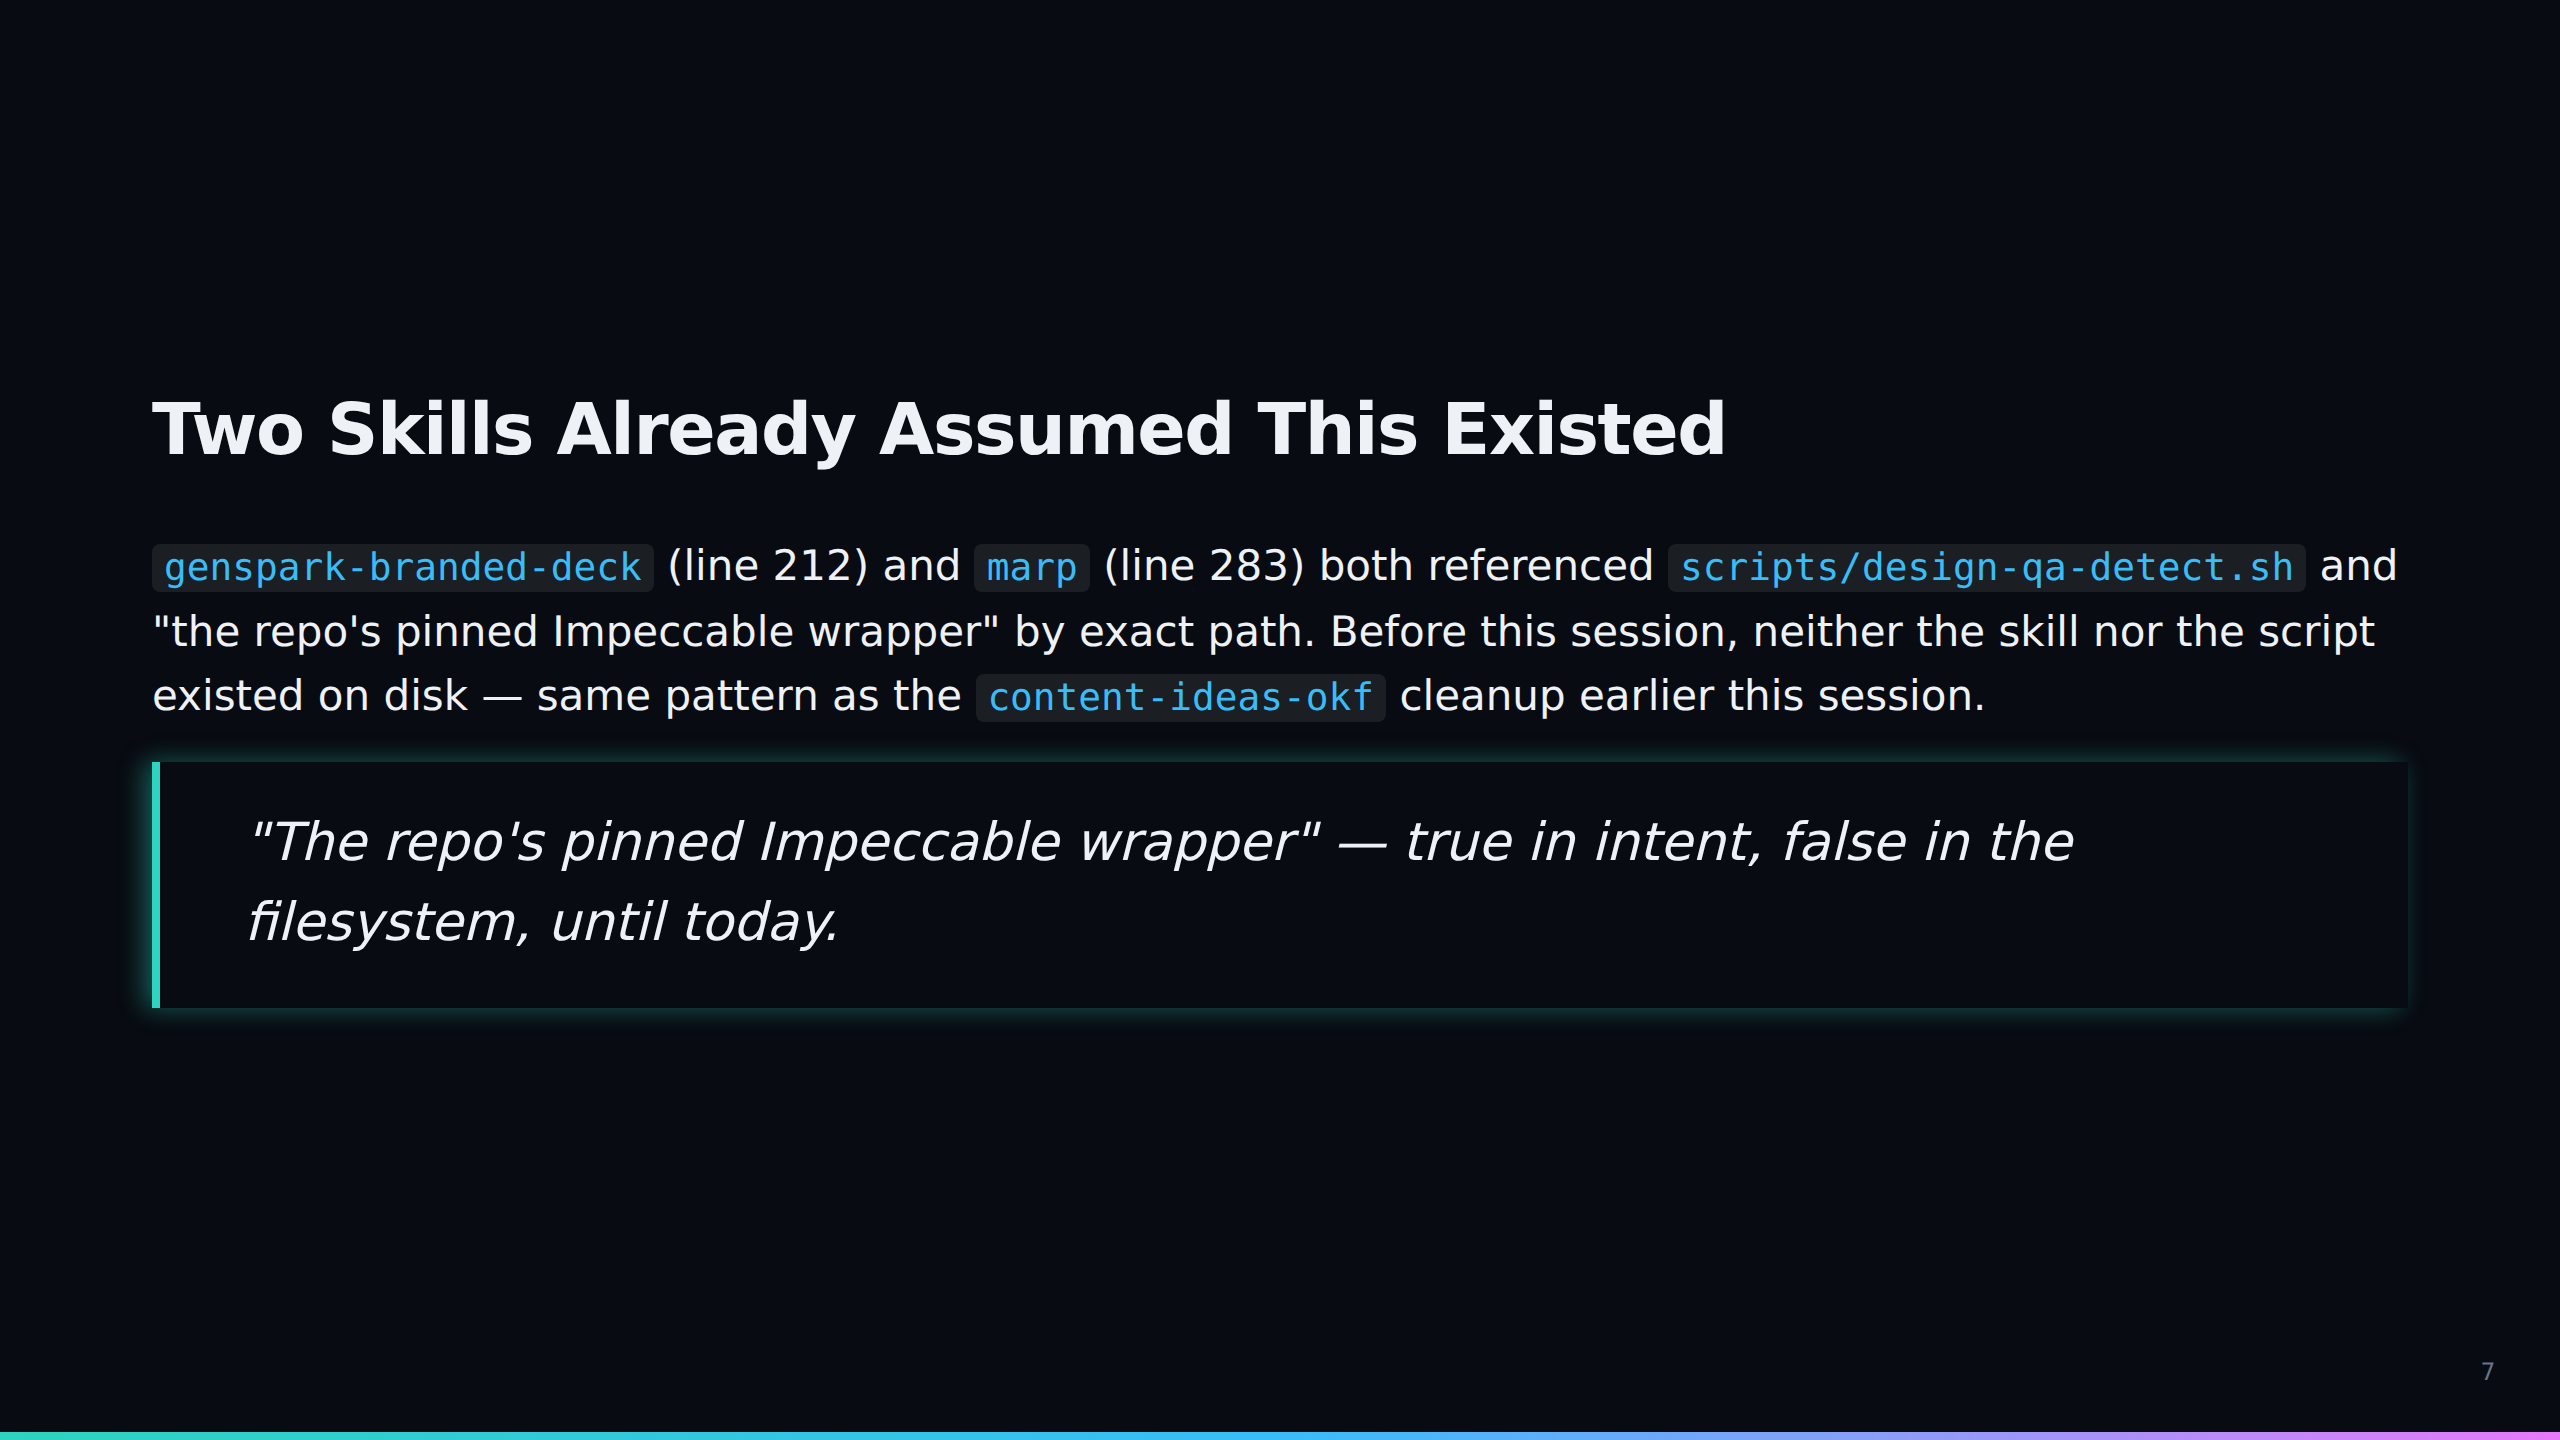 Two Skills Already Assumed This Existed
genspark-branded-deck (line 212) and marp (line 283) both referenced scripts/design-qa-detect.sh and
"the repo's pinned Impeccable wrapper" by exact path. Before this session, neither the skill nor the script
existed on disk — same pattern as the content-ideas-okf cleanup earlier this session.
"The repo's pinned Impeccable wrapper" — true in intent, false in the
filesystem, until today.
7